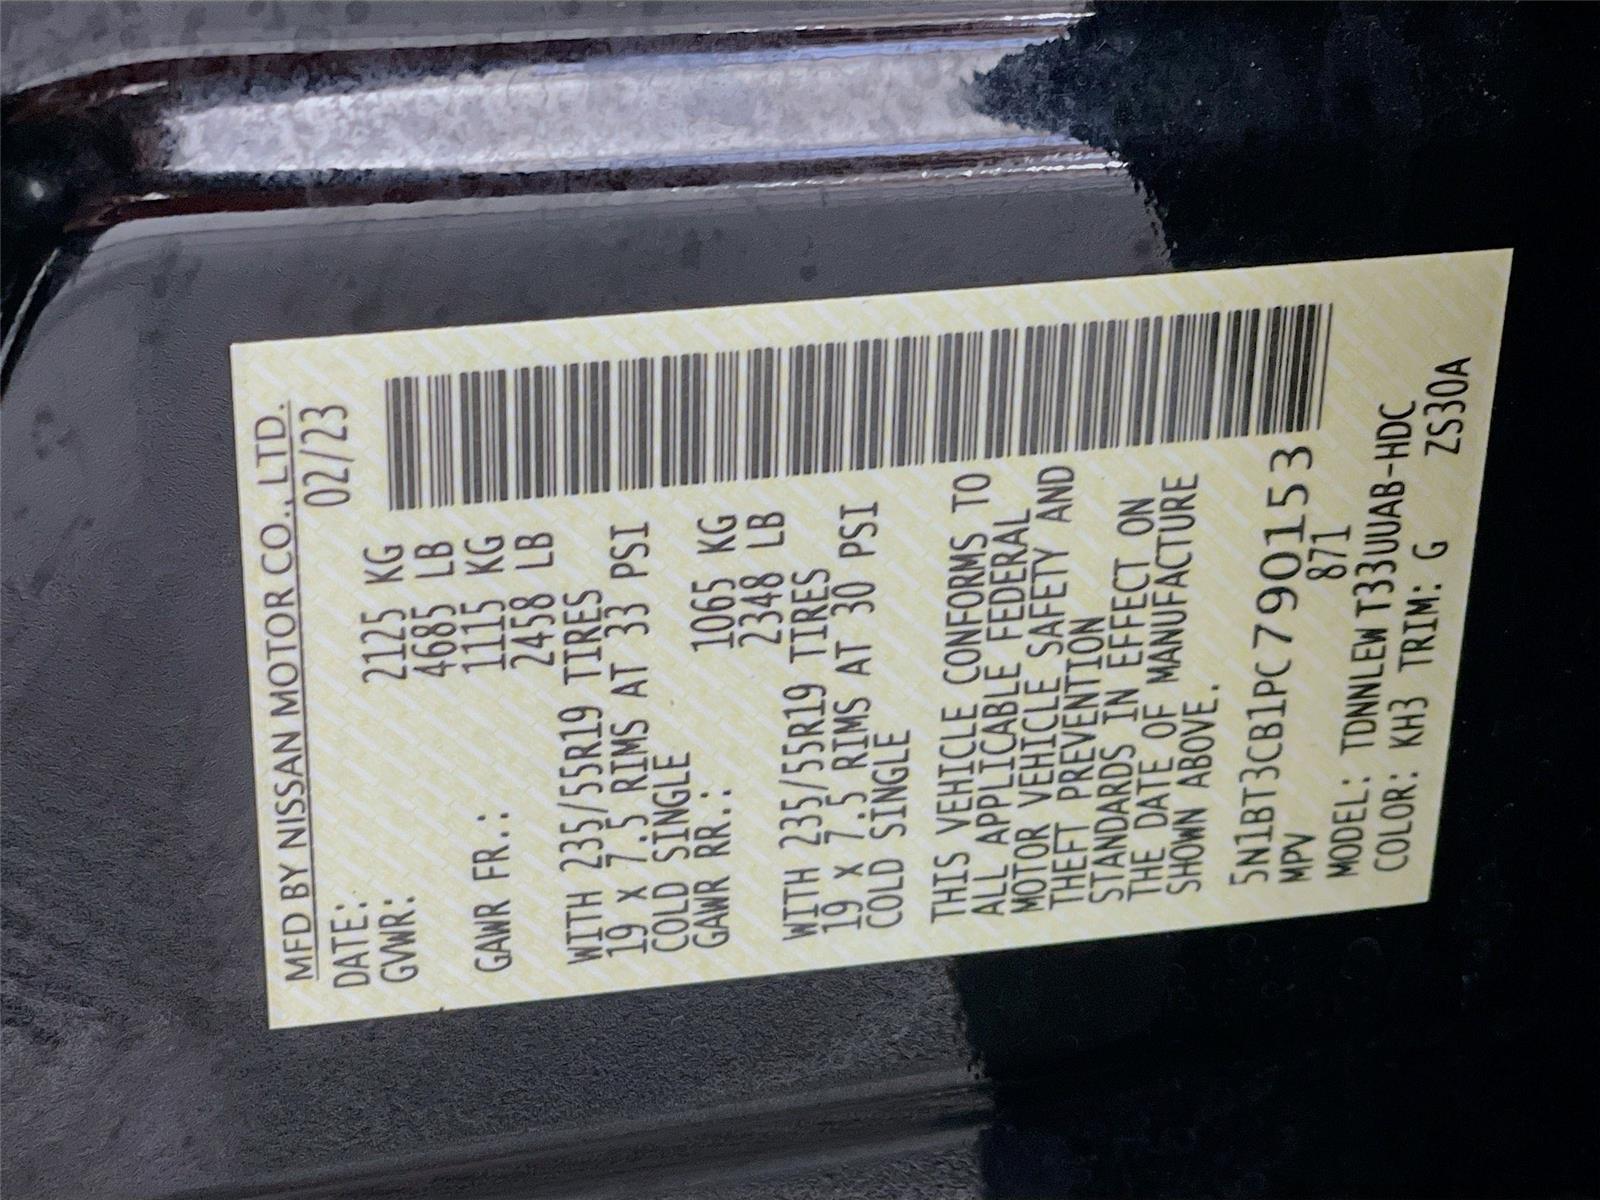 MFD BY NISSAN MOTOR CO., LTD.
DATE: 02/23
GVWR: 2125 KG
4685 LB
GAWR FR.: 1115 KG
2458 LB
WITH 235/55R19 TIRES
19 X 7.5 RIMS AT 33 PSI
COLD SINGLE
GAWR RR.: 1065 KG
2348 LB
WITH 235/55R19 TIRES
19 X 7.5 RIMS AT 30 PSI
COLD SINGLE
THIS VEHICLE CONFORMS TO
ALL APPLICABLE FEDERAL
MOTOR VEHICLE SAFETY AND
THEFT PREVENTION
STANDARDS IN EFFECT ON
THE DATE OF MANUFACTURE
SHOWN ABOVE.
5N1BT3CB1PC790153
MPV 871
MODEL: TDNNLEW T33UUAB-HDC
COLOR: KH3 TRIM: G ZS30A